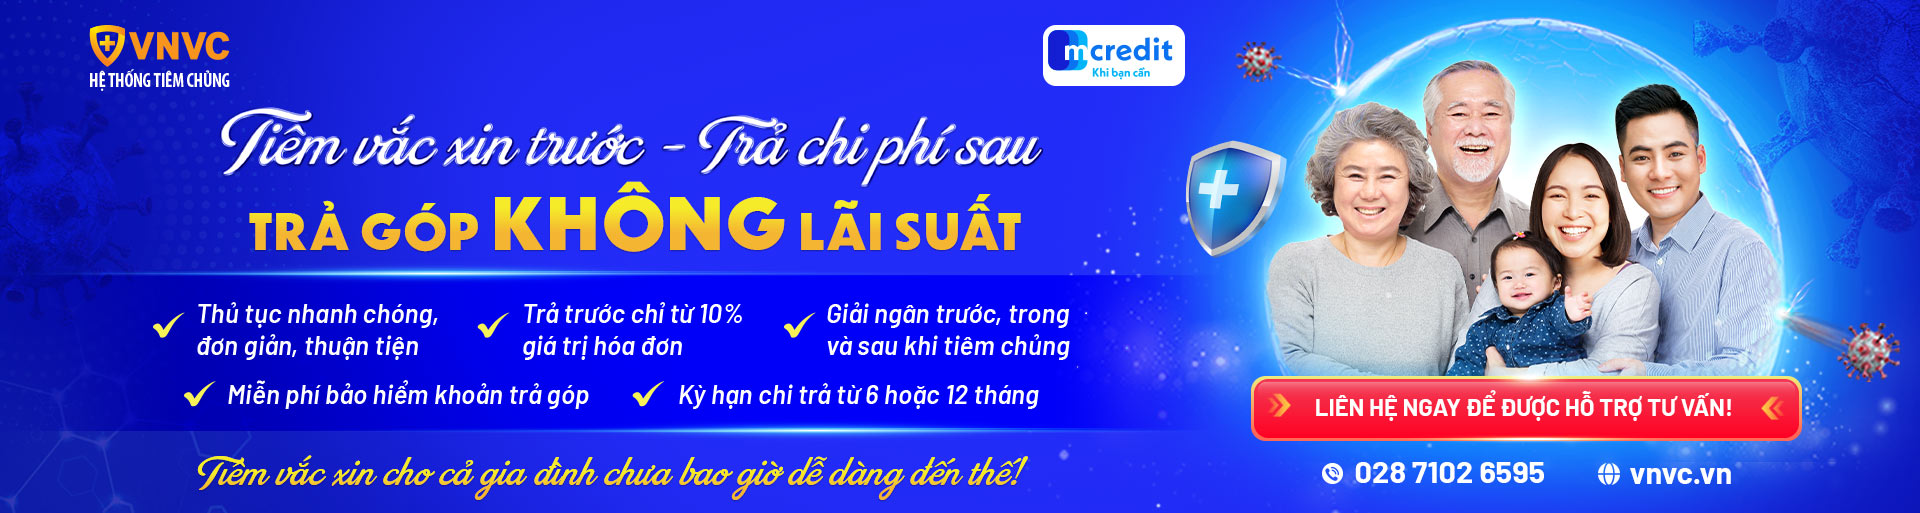 VNVC
HỆ THỐNG TIÊM CHỦNG
mcredit
Khi bạn cần
Tiêm vắc xin trước - Trả chi phí sau
TRẢ GÓP KHÔNG LÃI SUẤT
Thủ tục nhanh chóng,
đơn giản, thuận tiện
Trả trước chỉ từ 10%
giá trị hóa đơn
Giải ngân trước, trong
và sau khi tiêm chủng
Miễn phí bảo hiểm khoản trả góp
Kỳ hạn chi trả từ 6 hoặc 12 tháng
Tiêm vắc xin cho cả gia đình chưa bao giờ dễ dàng đến thế!
LIÊN HỆ NGAY ĐỂ ĐƯỢC HỖ TRỢ TƯ VẤN!
028 7102 6595
vnvc.vn